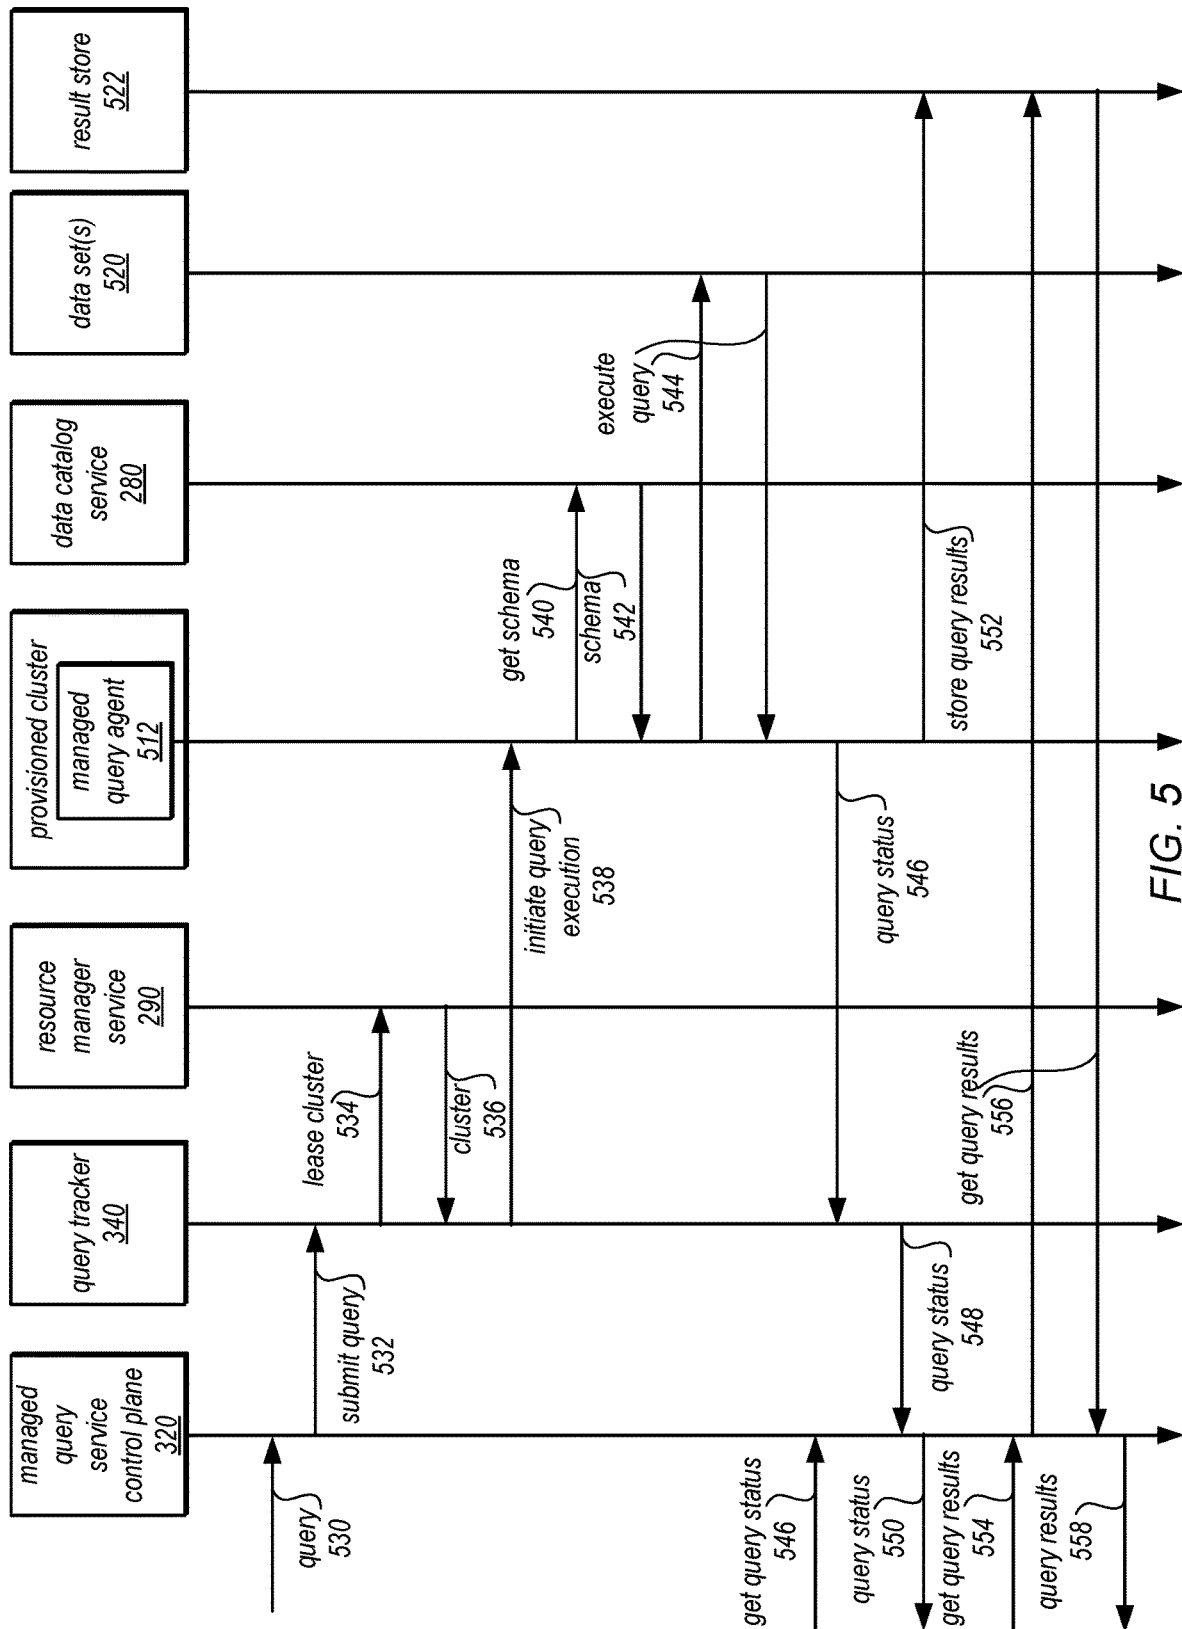 managed
query
service
control plane
320
query tracker
340
resource
manager
service
290
provisioned cluster
managed
query agent
512
data catalog
service
280
data set(s)
520
result store
522
query
530
submit query
532
lease cluster
534
cluster
536
initiate query
execution
538
get schema
540
schema
542
execute
query
544
get query status
546
query status
546
query status
548
query status
550
store query results
552
get query results
554
get query results
556
query results
558
FIG. 5